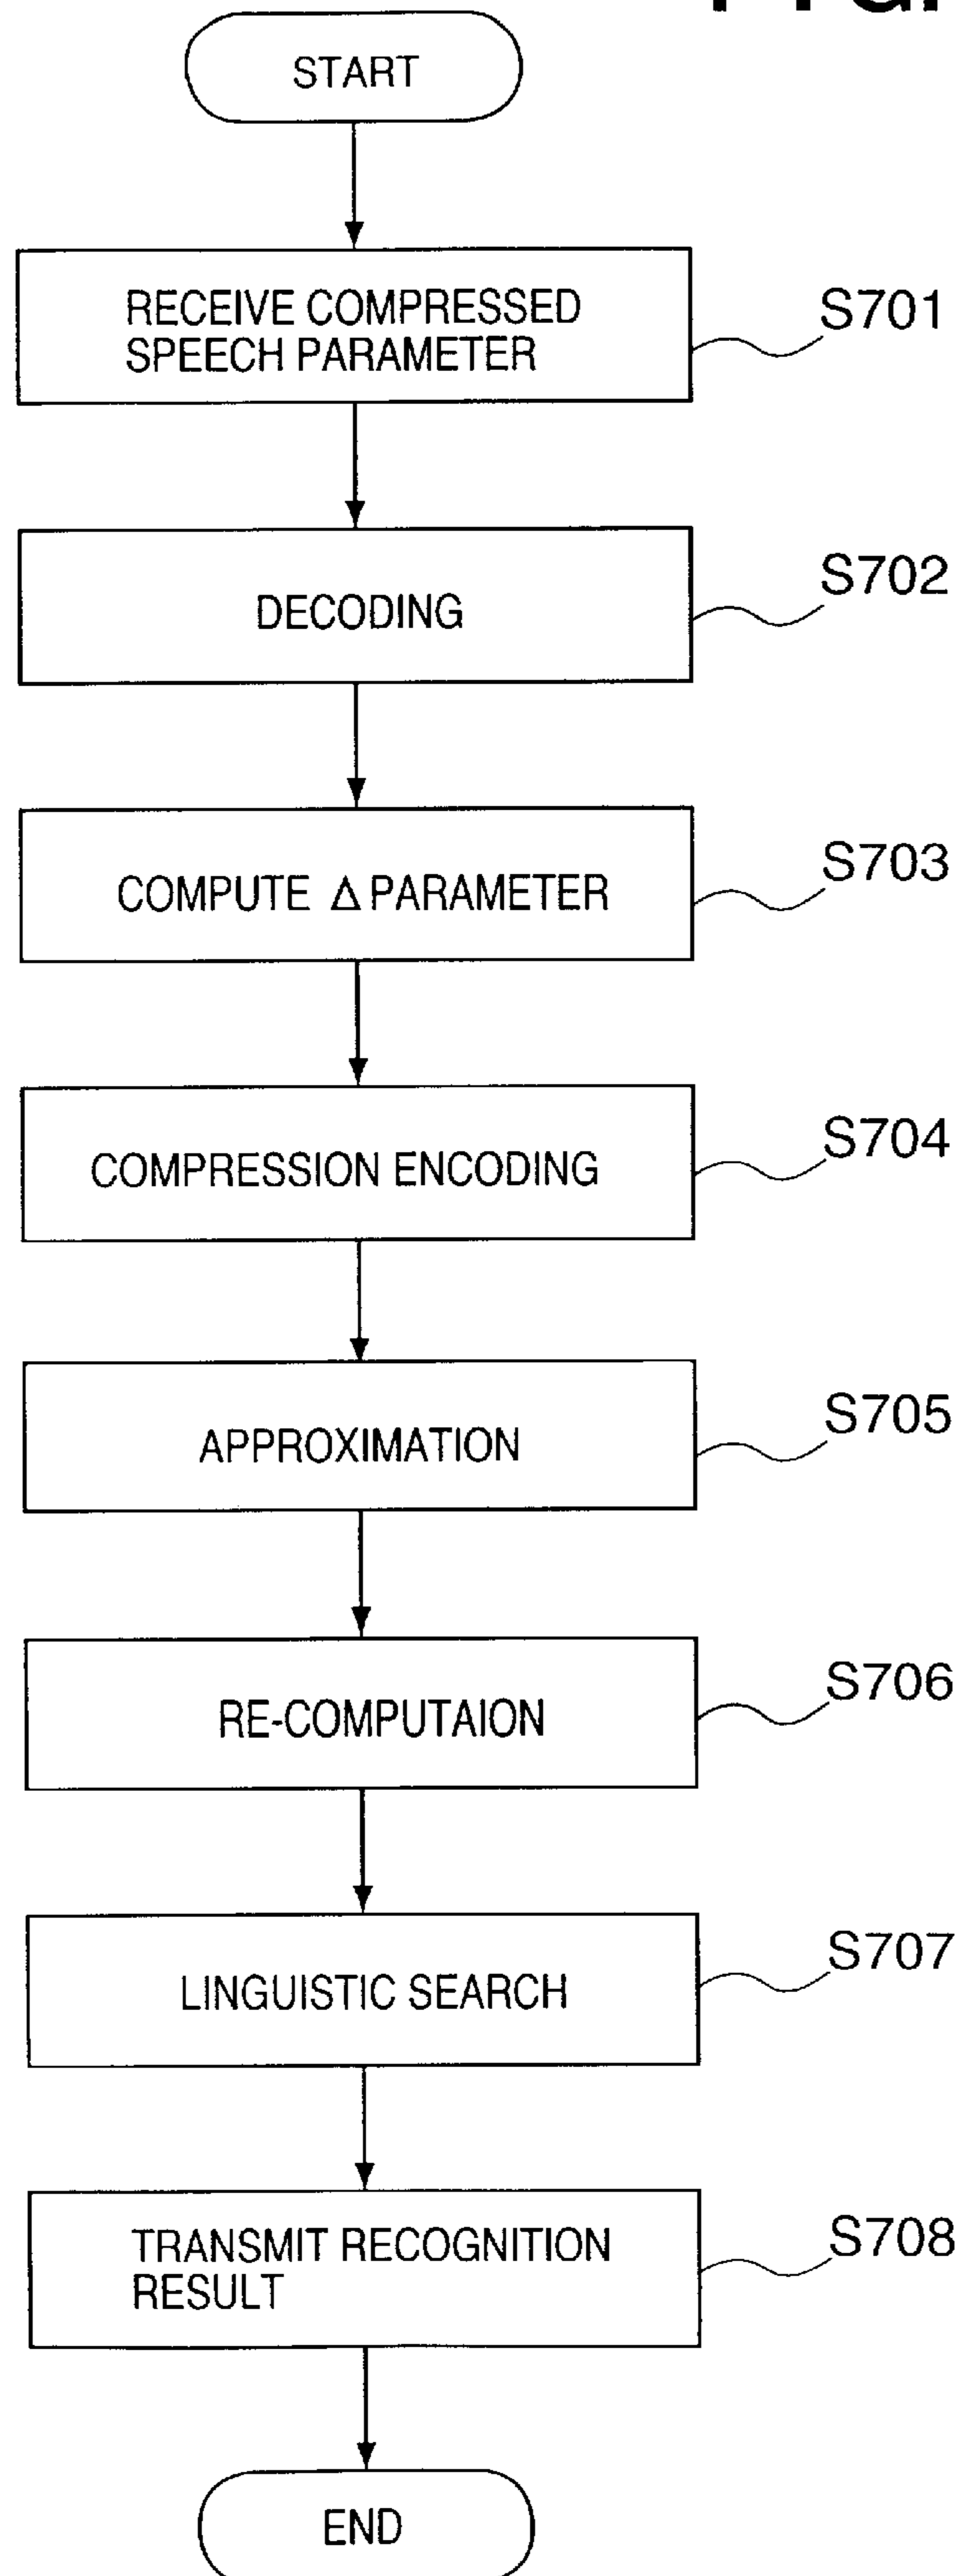 START
RECEIVE COMPRESSED
SPEECH PARAMETER
S701
DECODING
S702
COMPUTE Δ PARAMETER
S703
COMPRESSION ENCODING
S704
APPROXIMATION
S705
RE-COMPUTAION
S706
LINGUISTIC SEARCH
S707
TRANSMIT RECOGNITION
RESULT
S708
END